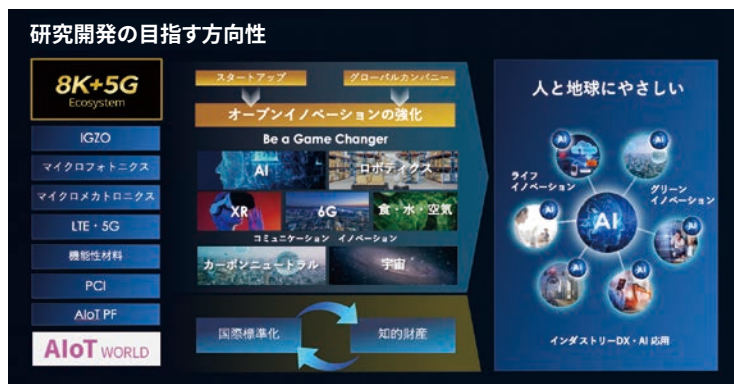 研究開発の目指す方向性
8K+5G
Ecosystem
IGZO
マイクロフォトニクス
マイクロメカトロニクス
LTE・5G
機能性材料
PCI
AIoT PF
AIoT WORLD
スタートアップ
グローバルカンパニー
オープンイノベーションの強化
Be a Game Changer
AI
ロボティクス
XR
6G
食・水・空気
コミュニケーション イノベーション
カーボンニュートラル
宇宙
国際標準化
知的財産
人と地球にやさしい
AI
AI
ライフ
イノベーション
グリーン
イノベーション
AI
AI
AI
AI
AI
インダストリーDX・AI 応用